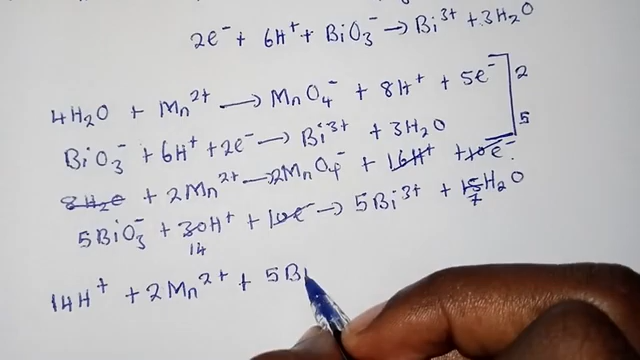 2e⁻ + 6H⁺ + BiO₃⁻ → Bi³⁺ + 3H₂O
4H₂O + Mn²⁺ → MnO₄⁻ + 8H⁺ + 5e⁻ 2
BiO₃⁻ + 6H⁺ + 2e⁻ → Bi³⁺ + 3H₂O 5
8H₂O + 2Mn²⁺ → 2MnO₄⁻ + 16H⁺ + 10e⁻
5BiO₃⁻ + 30H⁺ + 10e⁻ → 5Bi³⁺ + 15H₂O
14 7
14H⁺ + 2Mn²⁺ + 5Bi